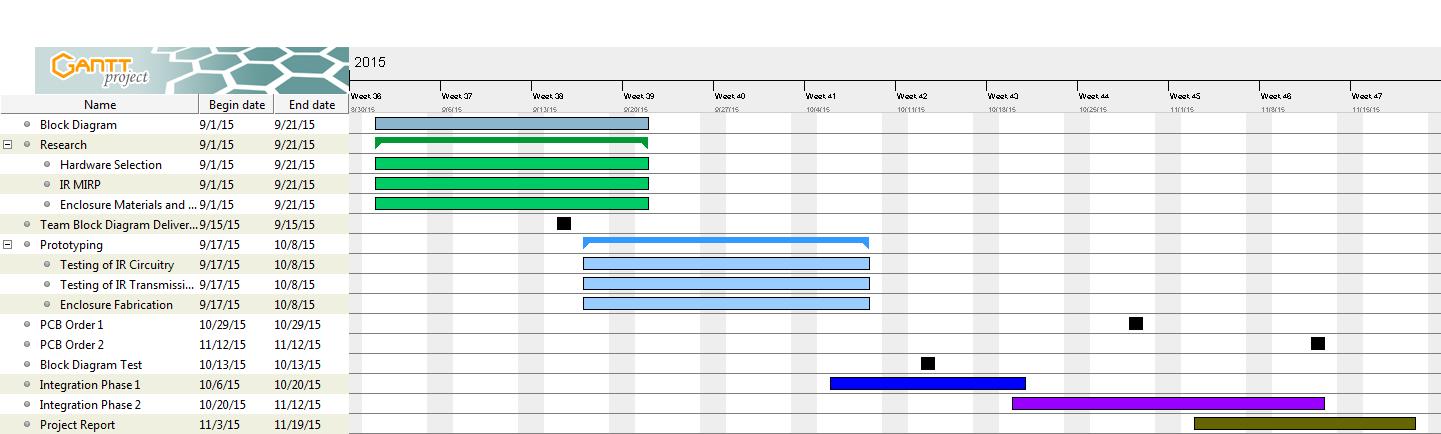 GANTT
project
2015
Week 36 Week 37 Week 38 Week 39 Week 40 Week 41 Week 42 Week 43 Week 44 Week 45 Week 46 Week 47
Name Begin date End date 8/30/15 9/6/15 9/13/15 9/20/15 9/27/15 10/4/15 10/11/15 10/18/15 10/25/15 11/1/15 11/8/15 11/15/15
Block Diagram 9/1/15 9/21/15
Research 9/1/15 9/21/15
Hardware Selection 9/1/15 9/21/15
IR MIRP 9/1/15 9/21/15
Enclosure Materials and ... 9/1/15 9/21/15
Team Block Diagram Deliver... 9/15/15 9/15/15
Prototyping 9/17/15 10/8/15
Testing of IR Circuitry 9/17/15 10/8/15
Testing of IR Transmissi... 9/17/15 10/8/15
Enclosure Fabrication 9/17/15 10/8/15
PCB Order 1 10/29/15 10/29/15
PCB Order 2 11/12/15 11/12/15
Block Diagram Test 10/13/15 10/13/15
Integration Phase 1 10/6/15 10/20/15
Integration Phase 2 10/20/15 11/12/15
Project Report 11/3/15 11/19/15